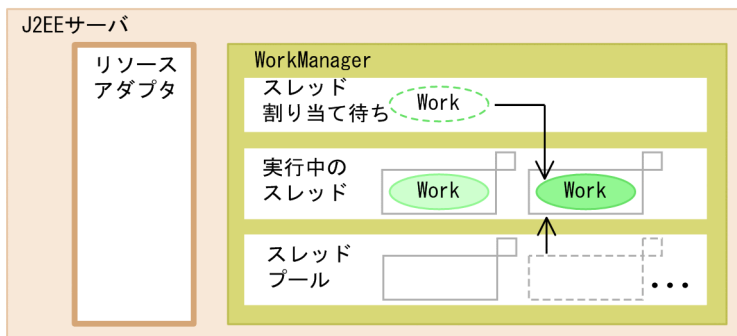 J2EEサーバ
リソース
アダプタ
WorkManager
スレッド
割り当て待ち
Work
実行中の
スレッド
Work
Work
スレッド
プール
...